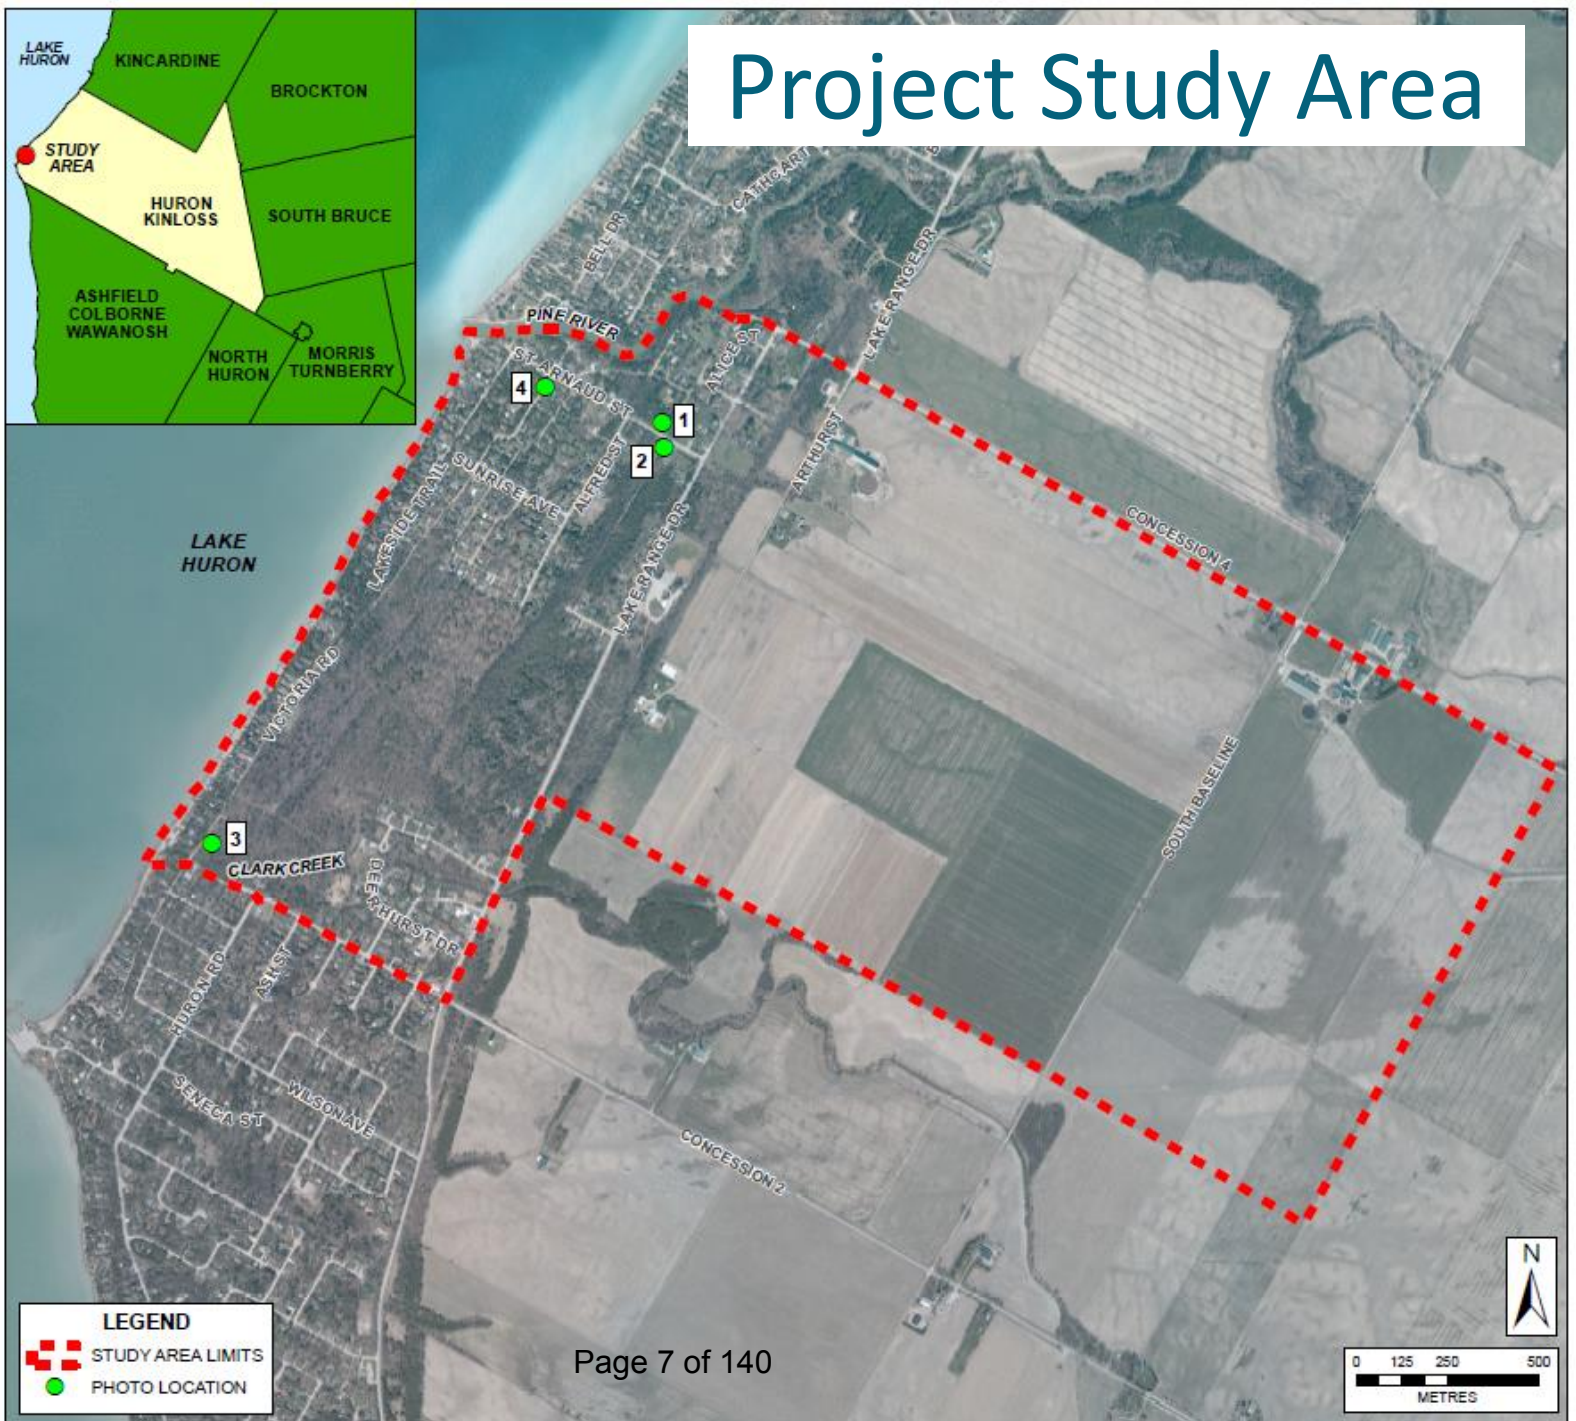 Project Study Area
LAKE
HURON
KINCARDINE
BROCKTON
STUDY
AREA
HURON
KINLOSS
SOUTH BRUCE
ASHFIELD
COLBORNE
WAWANOSH
NORTH
HURON
MORRIS
TURNBERRY
CATHCART
BELL DR
LAKE RANGE DR
PINE RIVER
ALICE ST
ST ARNAUD ST
4
1
2
ARTHUR ST
ALFRED ST
SUNRISE AVE
LAKESIDE TRAIL
CONCESSION 4
LAKE
HURON
LAKE RANGE DR
VICTORIA RD
SOUTH BASELINE
3
CLARK CREEK
DEERHURST DR
HURON RD
ASH ST
SENECA ST
WILSON AVE
CONCESSION 2
N
LEGEND
STUDY AREA LIMITS
PHOTO LOCATION
Page 7 of 140
0 125 250 500
METRES